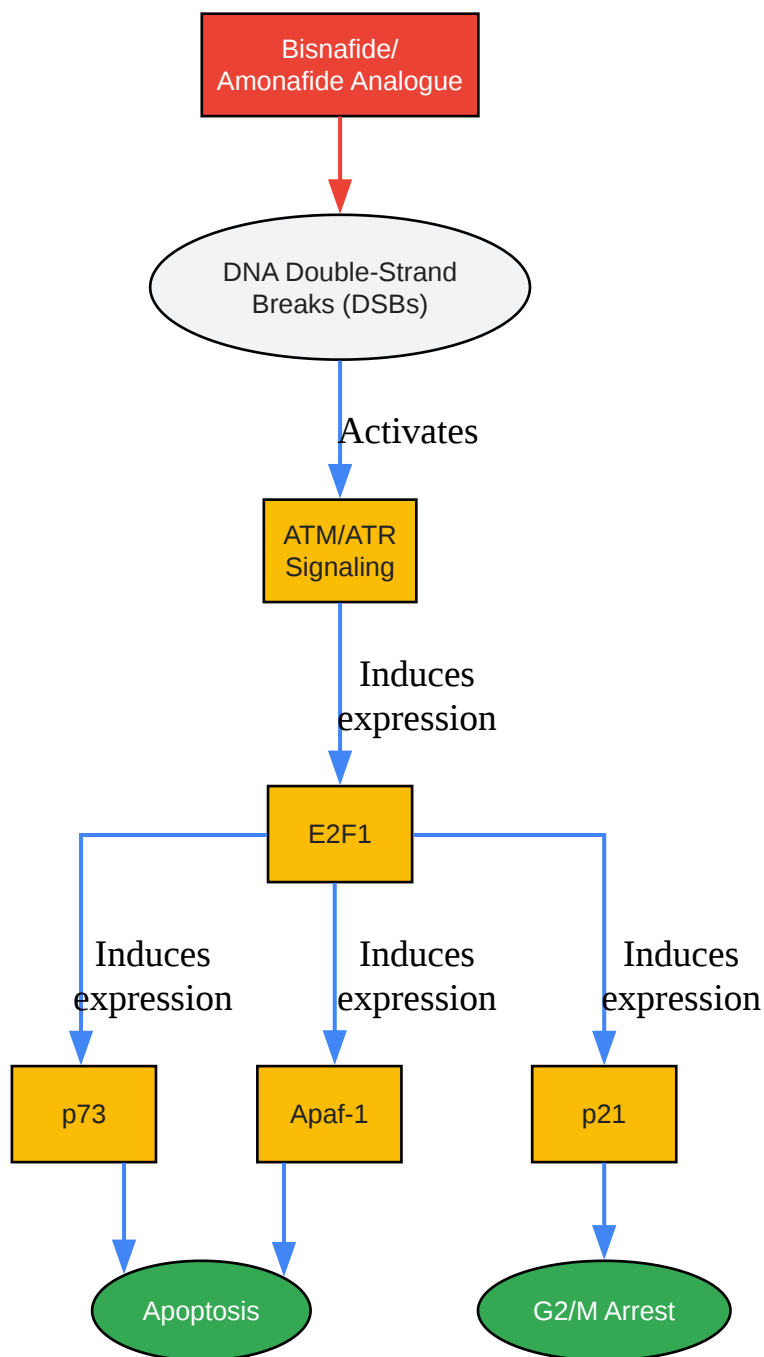 Bisnafide/
Amonafide Analogue
DNA Double-Strand
Breaks (DSBs)
Activates
ATM/ATR
Signaling
Induces
expression
E2F1
Induces
expression
Induces
expression
Induces
expression
p73
Apaf-1
p21
Apoptosis
G2/M Arrest